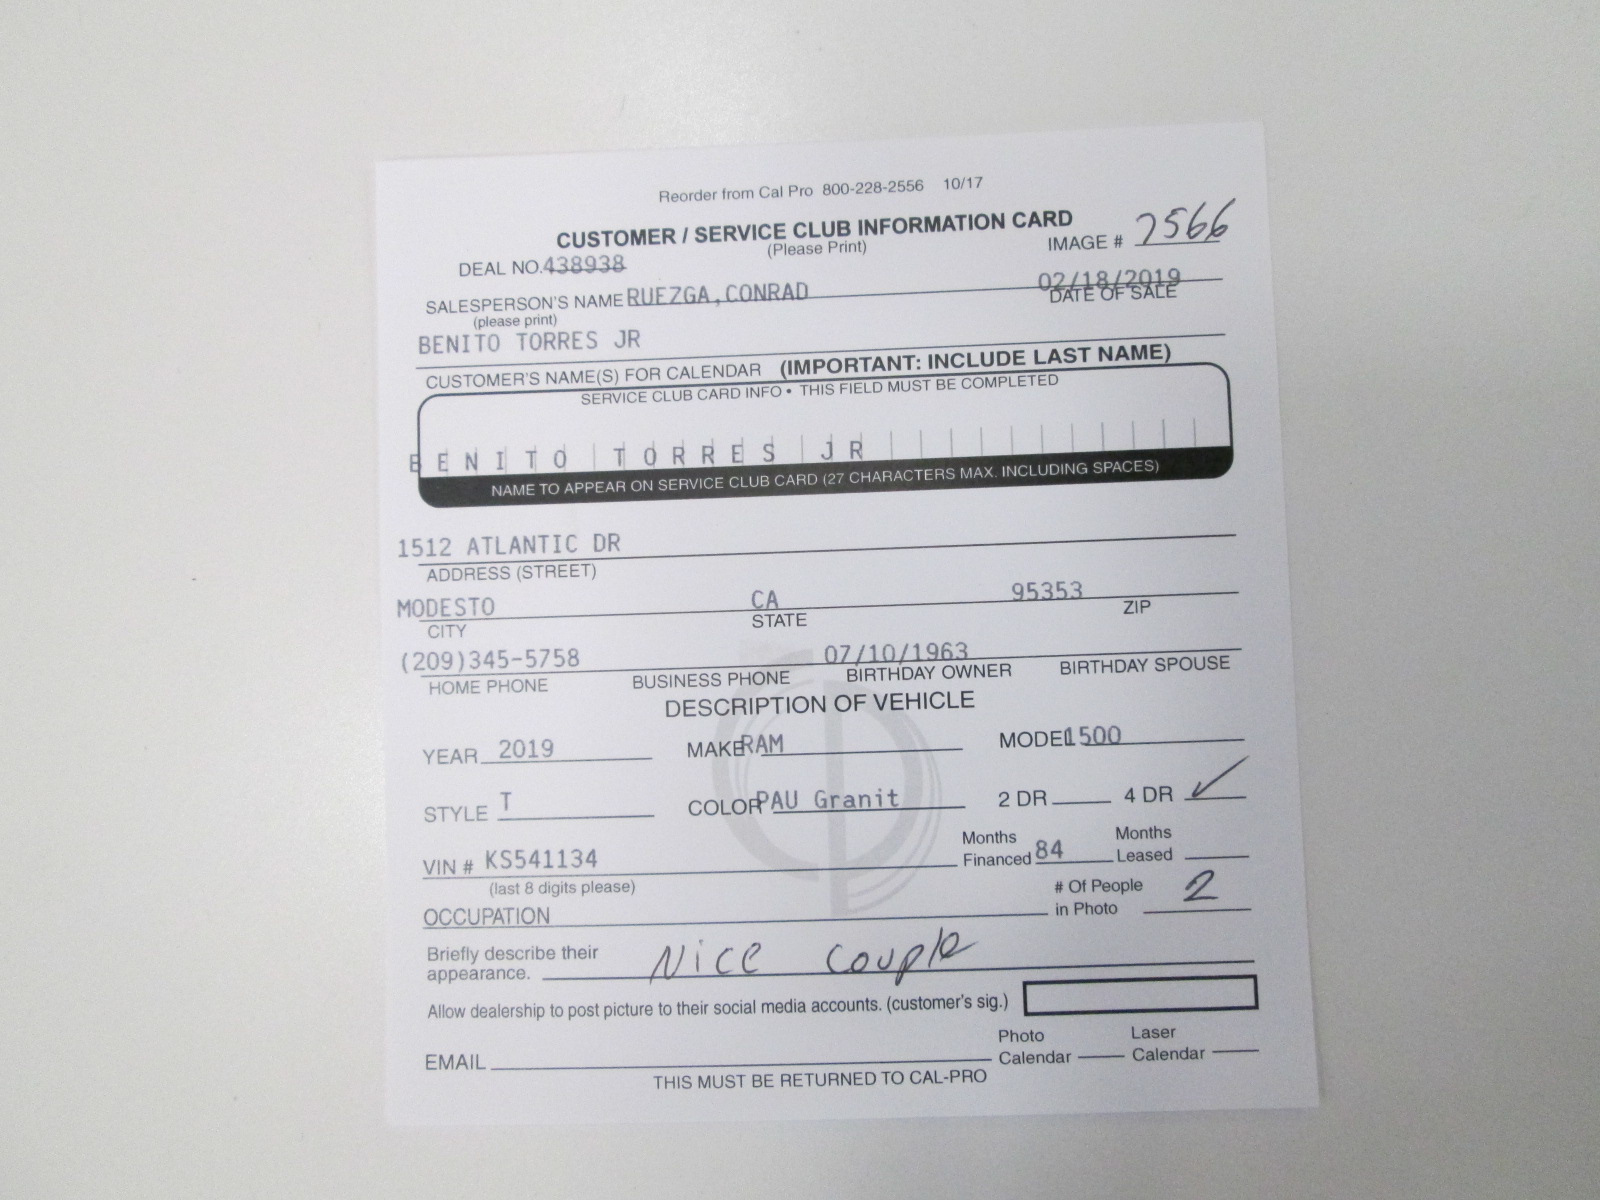 Reorder from Cal Pro 800-228-2556 10/17
CUSTOMER / SERVICE CLUB INFORMATION CARD
(Please Print)
IMAGE # 7566
DEAL NO. 438938
SALESPERSON'S NAME RUEZGA, CONRAD 02/18/2019
(please print) DATE OF SALE
BENITO TORRES JR
CUSTOMER'S NAME(S) FOR CALENDAR (IMPORTANT: INCLUDE LAST NAME)
SERVICE CLUB CARD INFO • THIS FIELD MUST BE COMPLETED
BENITO TORRES JR
NAME TO APPEAR ON SERVICE CLUB CARD (27 CHARACTERS MAX. INCLUDING SPACES)
1512 ATLANTIC DR
ADDRESS (STREET)
MODESTO CA 95353
CITY STATE ZIP
(209)345-5758 07/10/1963
HOME PHONE BUSINESS PHONE BIRTHDAY OWNER BIRTHDAY SPOUSE
DESCRIPTION OF VEHICLE
YEAR 2019 MAKE RAM MODEL 1500
STYLE T COLOR PAU Granit 2 DR 4 DR ✓
VIN # KS541134 Months Financed 84 Months Leased
(last 8 digits please)
OCCUPATION # Of People in Photo 2
Briefly describe their
appearance. Nice couple
Allow dealership to post picture to their social media accounts. (customer's sig.)
EMAIL Photo Calendar Laser Calendar
THIS MUST BE RETURNED TO CAL-PRO